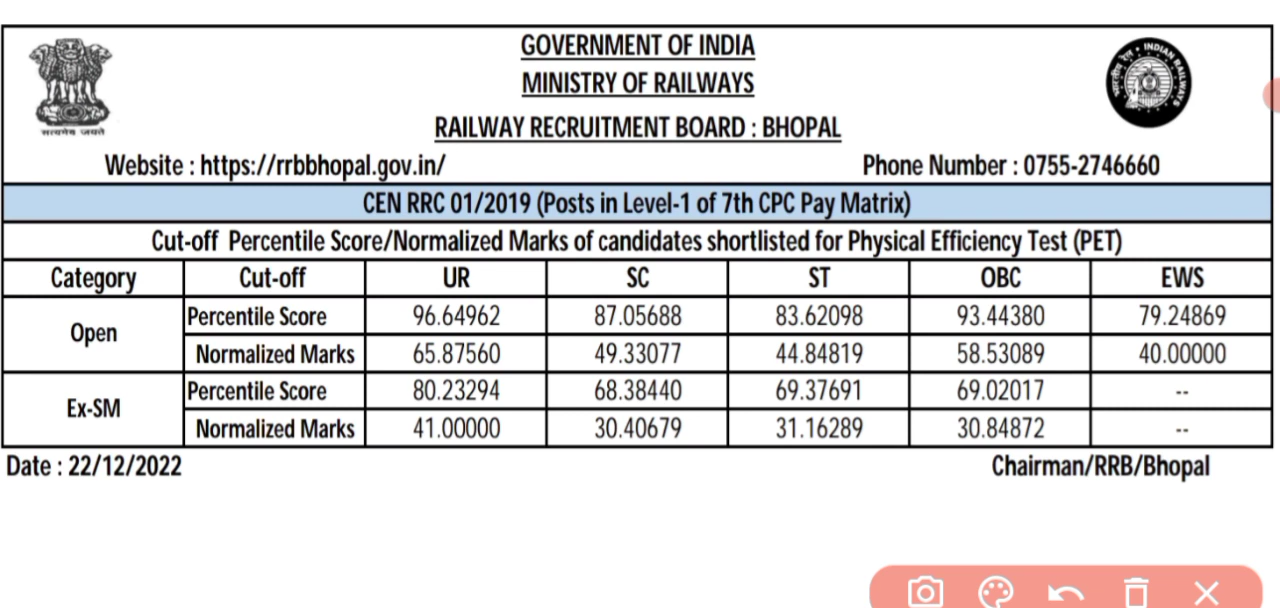 GOVERNMENT OF INDIA
MINISTRY OF RAILWAYS
RAILWAY RECRUITMENT BOARD : BHOPAL
सत्यमेव जयते
भारतीय रेल • INDIAN RAILWAYS
Website : https://rrbbhopal.gov.in/ Phone Number : 0755-2746660
CEN RRC 01/2019 (Posts in Level-1 of 7th CPC Pay Matrix)
Cut-off Percentile Score/Normalized Marks of candidates shortlisted for Physical Efficiency Test (PET)
Category Cut-off UR SC ST OBC EWS
Open Percentile Score 96.64962 87.05688 83.62098 93.44380 79.24869
Normalized Marks 65.87560 49.33077 44.84819 58.53089 40.00000
Ex-SM Percentile Score 80.23294 68.38440 69.37691 69.02017 --
Normalized Marks 41.00000 30.40679 31.16289 30.84872 --
Date : 22/12/2022 Chairman/RRB/Bhopal